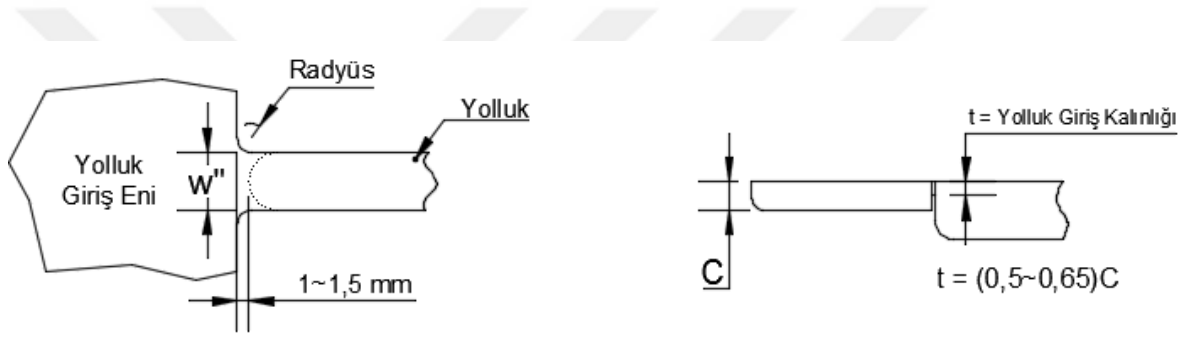 Radyüs
Yolluk
Yolluk
Giriş Eni
w"
1~1,5 mm
t = Yolluk Giriş Kalınlığı
C
t = (0,5~0,65)C